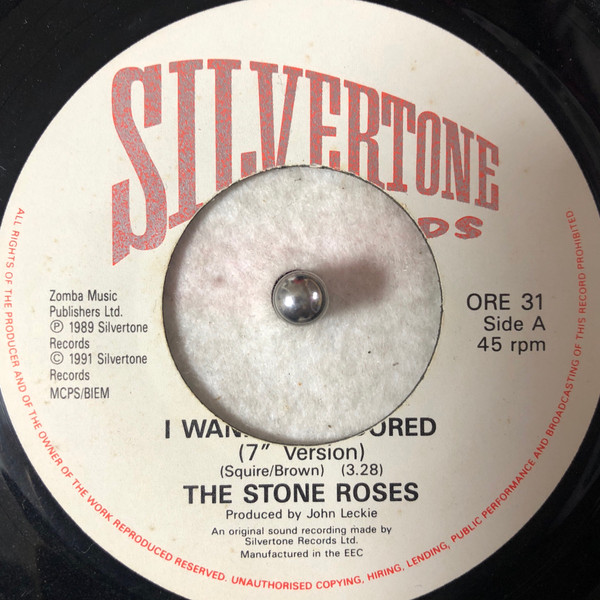 SILVERTONE
DS
Zomba Music
Publishers Ltd.
Ⓟ 1989 Silvertone
Records
© 1991 Silvertone
Records
MCPS/BIEM
ORE 31
Side A
45 rpm
I WAN ORED
(7" Version)
(Squire/Brown) (3.28)
THE STONE ROSES
Produced by John Leckie
An original sound recording made by
Silvertone Records Ltd.
Manufactured in the EEC
ALL RIGHTS OF THE PRODUCER AND OF THE OWNER OF THE WORK REPRODUCED RESERVED. UNAUTHORISED COPYING, HIRING, LENDING, PUBLIC PERFORMANCE AND BROADCASTING OF THIS RECORD PROHIBITED